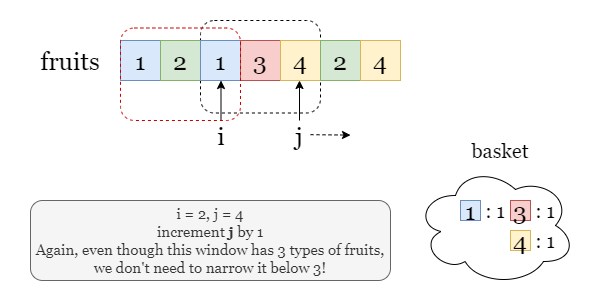 fruits 1 2 1 3 4 2 4
i j
basket
1 : 1 3 : 1
4 : 1
i = 2, j = 4
increment j by 1
Again, even though this window has 3 types of fruits,
we don't need to narrow it below 3!